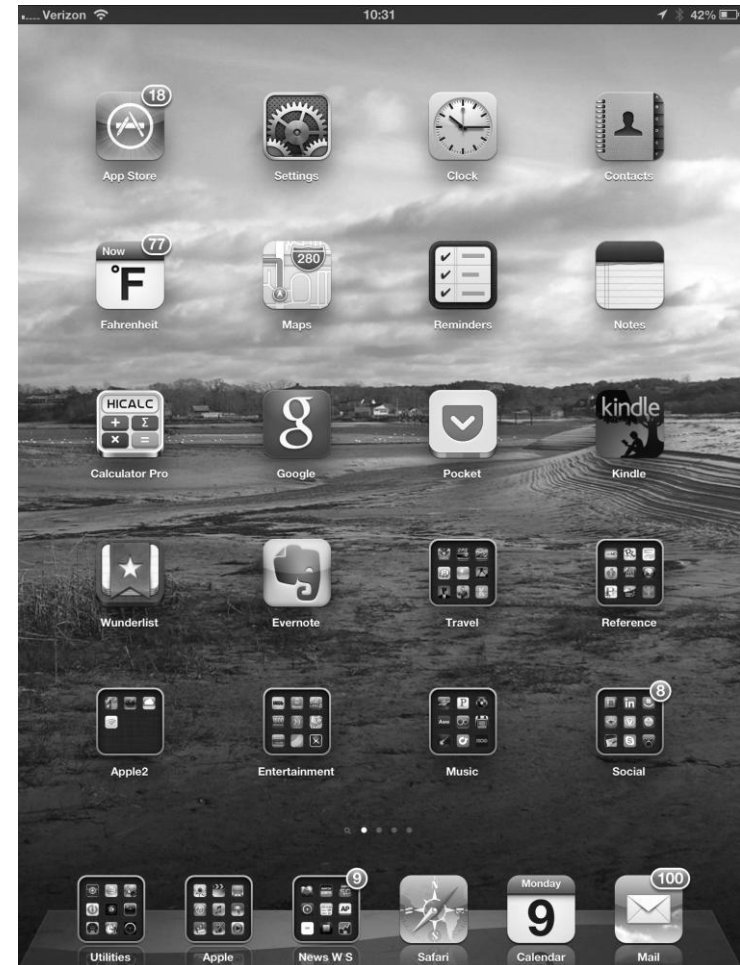 Verizon 10:31 42%
18
App Store Settings Clock Contacts
Now 77
°F 280
Fahrenheit Maps Reminders Notes
HICALC
+ Σ
× =
g kindle
Calculator Pro Google Pocket Kindle
Wunderlist Evernote Travel Reference
8
P in
S
AP
Apple2 Entertainment Music Social
9 Monday 100
N
9
Utilities Apple News W S Safari Calendar Mail